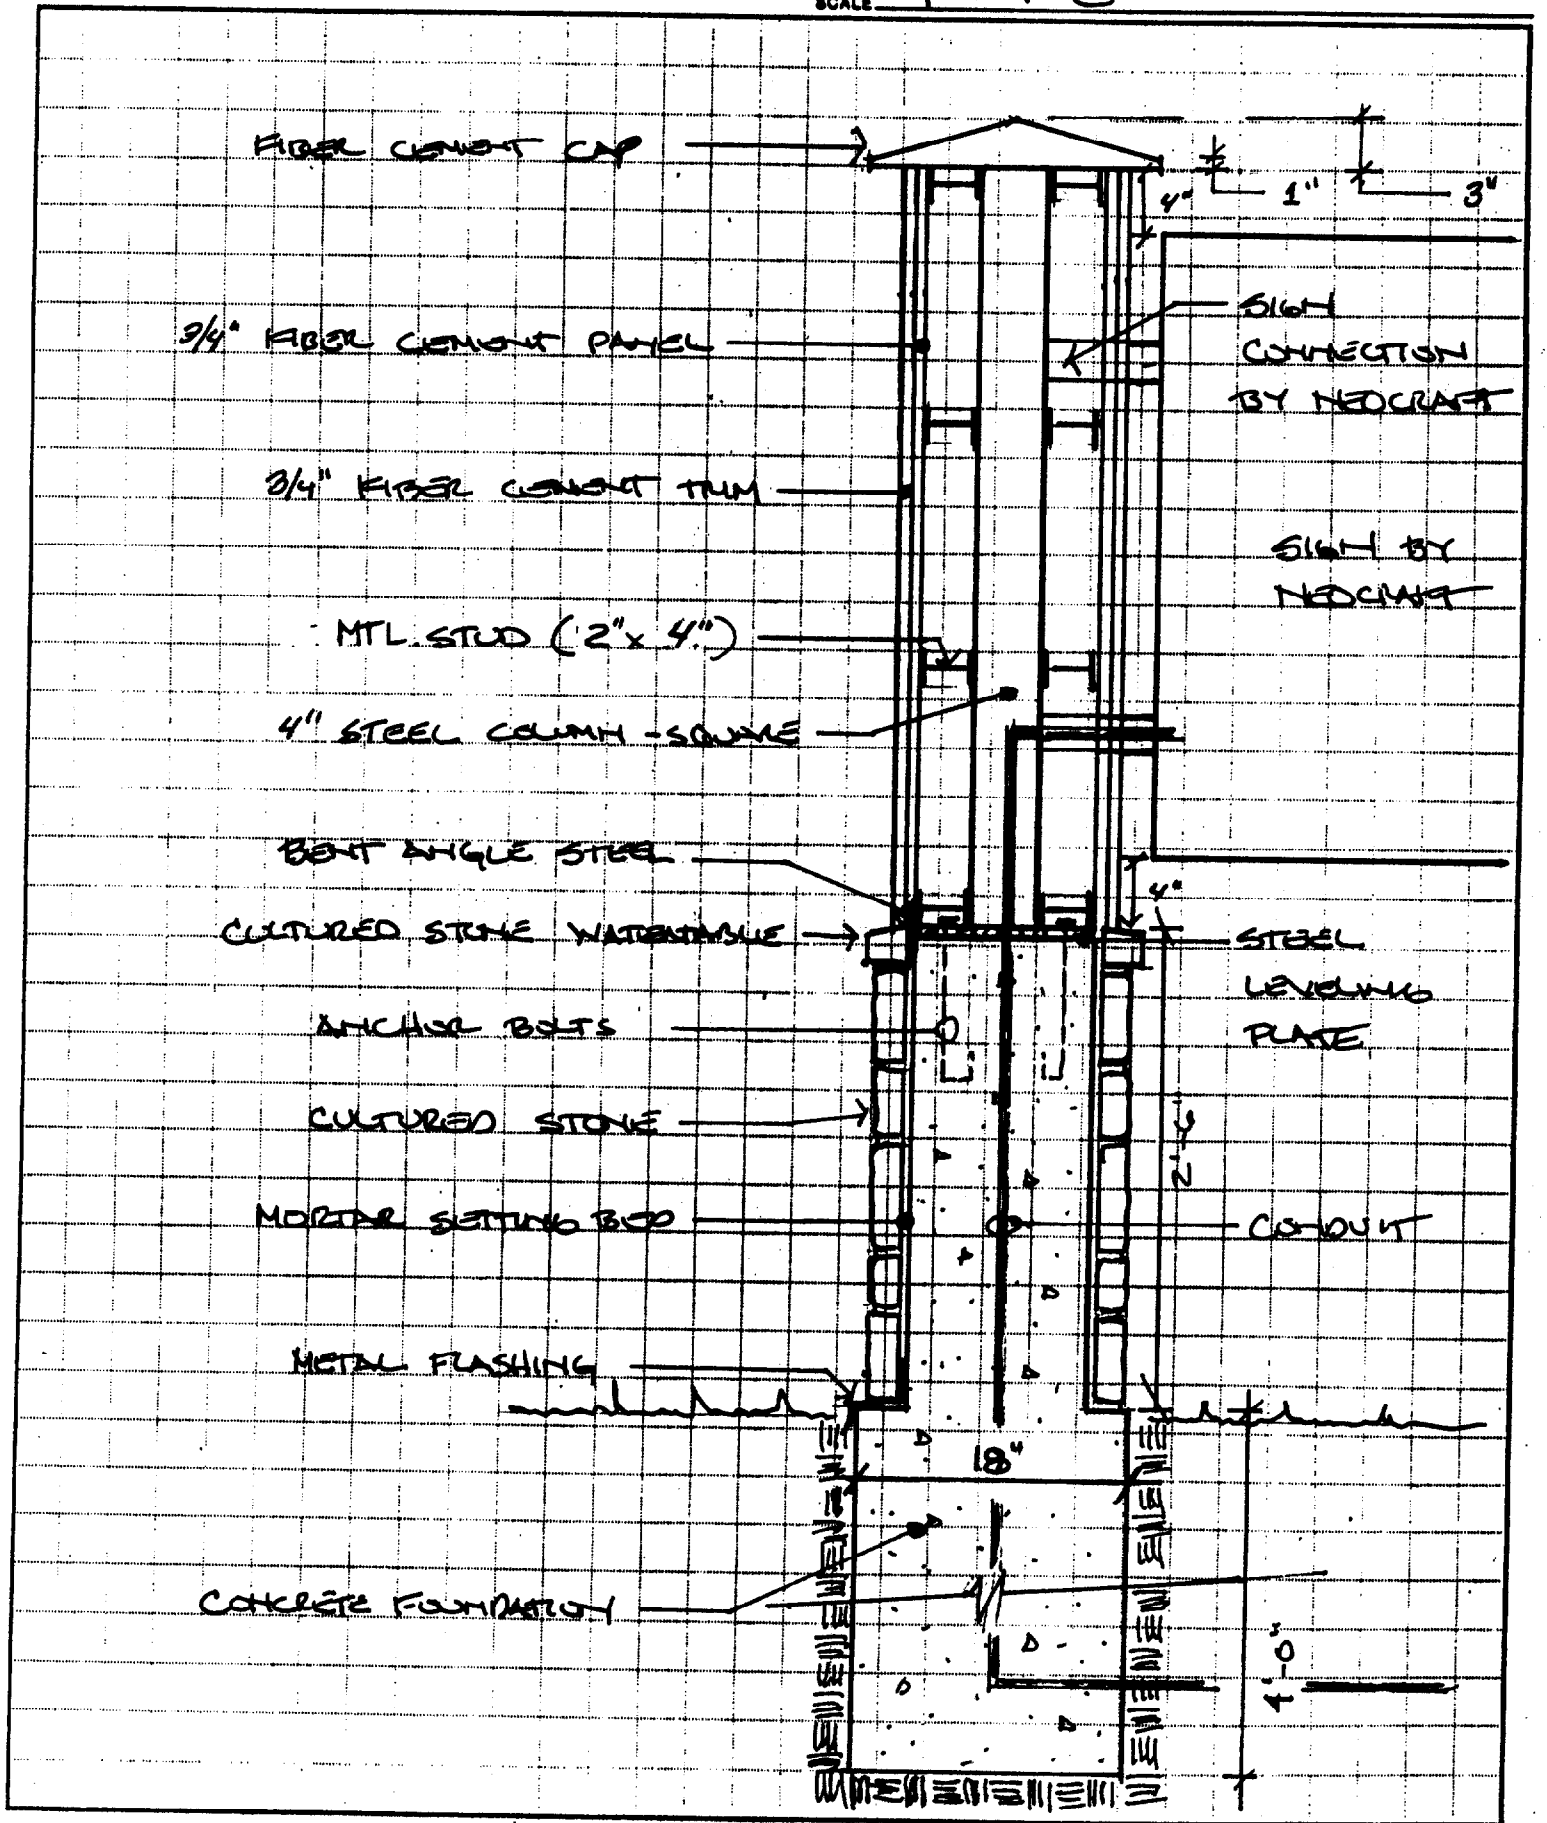 SCALE
FIBER CEMENT CAP
4"
1"
3"
3/4" FIBER CEMENT PANEL
SIGN
CONNECTION
BY NEOCRAFT
3/4" FIBER CEMENT TRIM
SIGN BY
NEOCRAFT
MTL. STUD (2" x 4")
4" STEEL COLUMN - SQUARE
BENT ANGLE STEEL
4"
CULTURED STONE WATERTABLE
STEEL
LEVELING
PLATE
ANCHOR BOLTS
CULTURED STONE
2'-6"
MORTAR SETTING BED
CONDUIT
METAL FLASHING
18"
CONCRETE FOUNDATION
4'-0"